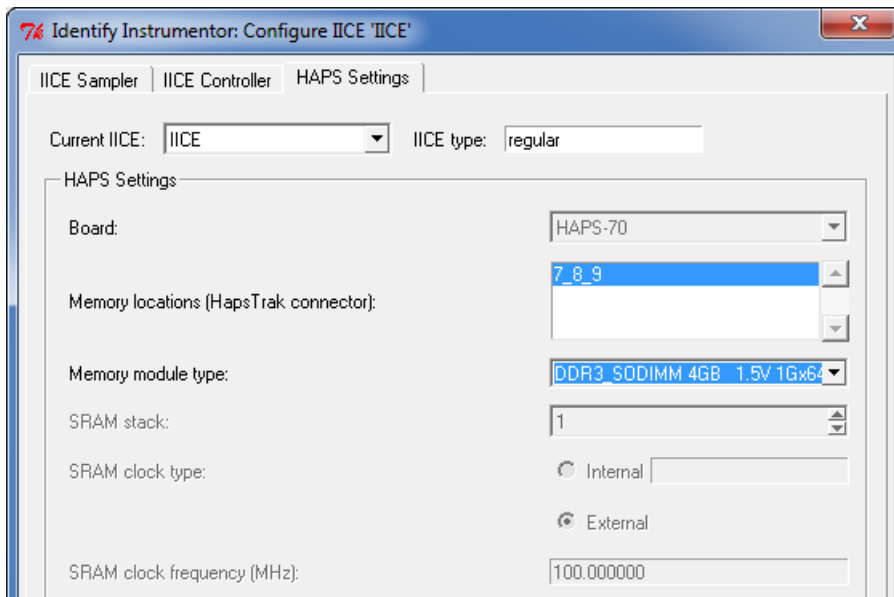 Identify Instrumentor: Configure IICE 'IICE'
IICE Sampler IICE Controller HAPS Settings
Current IICE: IICE IICE type: regular
HAPS Settings
Board: HAPS-70
Memory locations (HapsTrak connector): 7_8_9
Memory module type: DDR3_SODIMM 4GB 1.5V 1Gx64
SRAM stack: 1
SRAM clock type: Internal
External
SRAM clock frequency (MHz): 100.000000